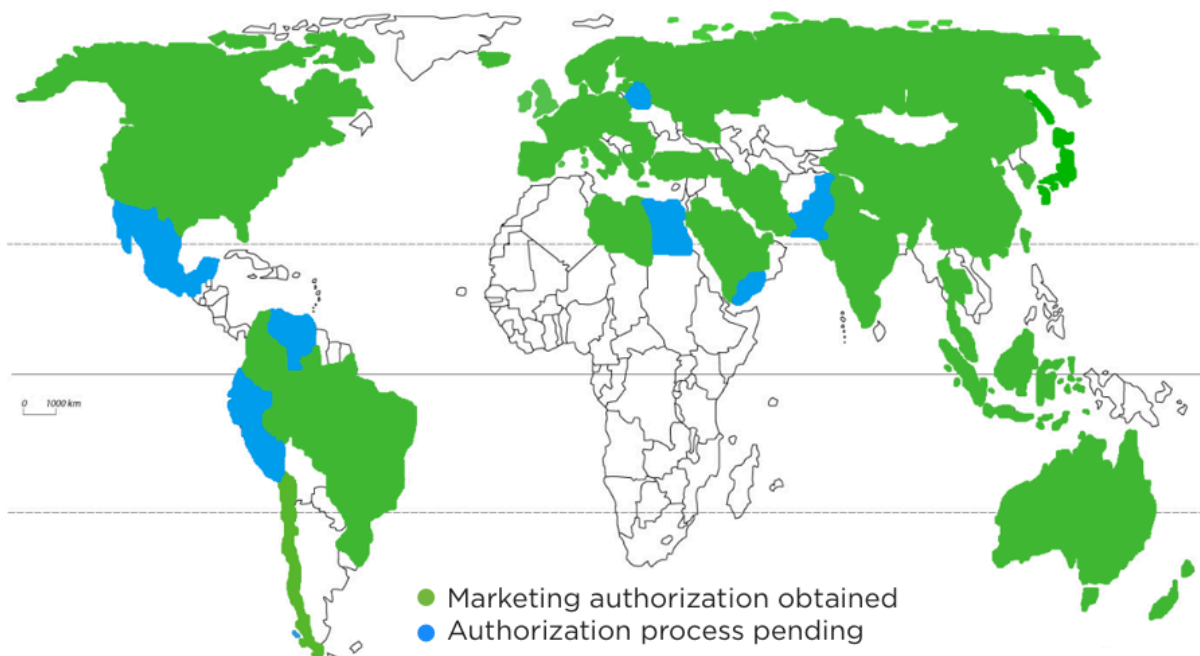 0 1000 km
Marketing authorization obtained
Authorization process pending